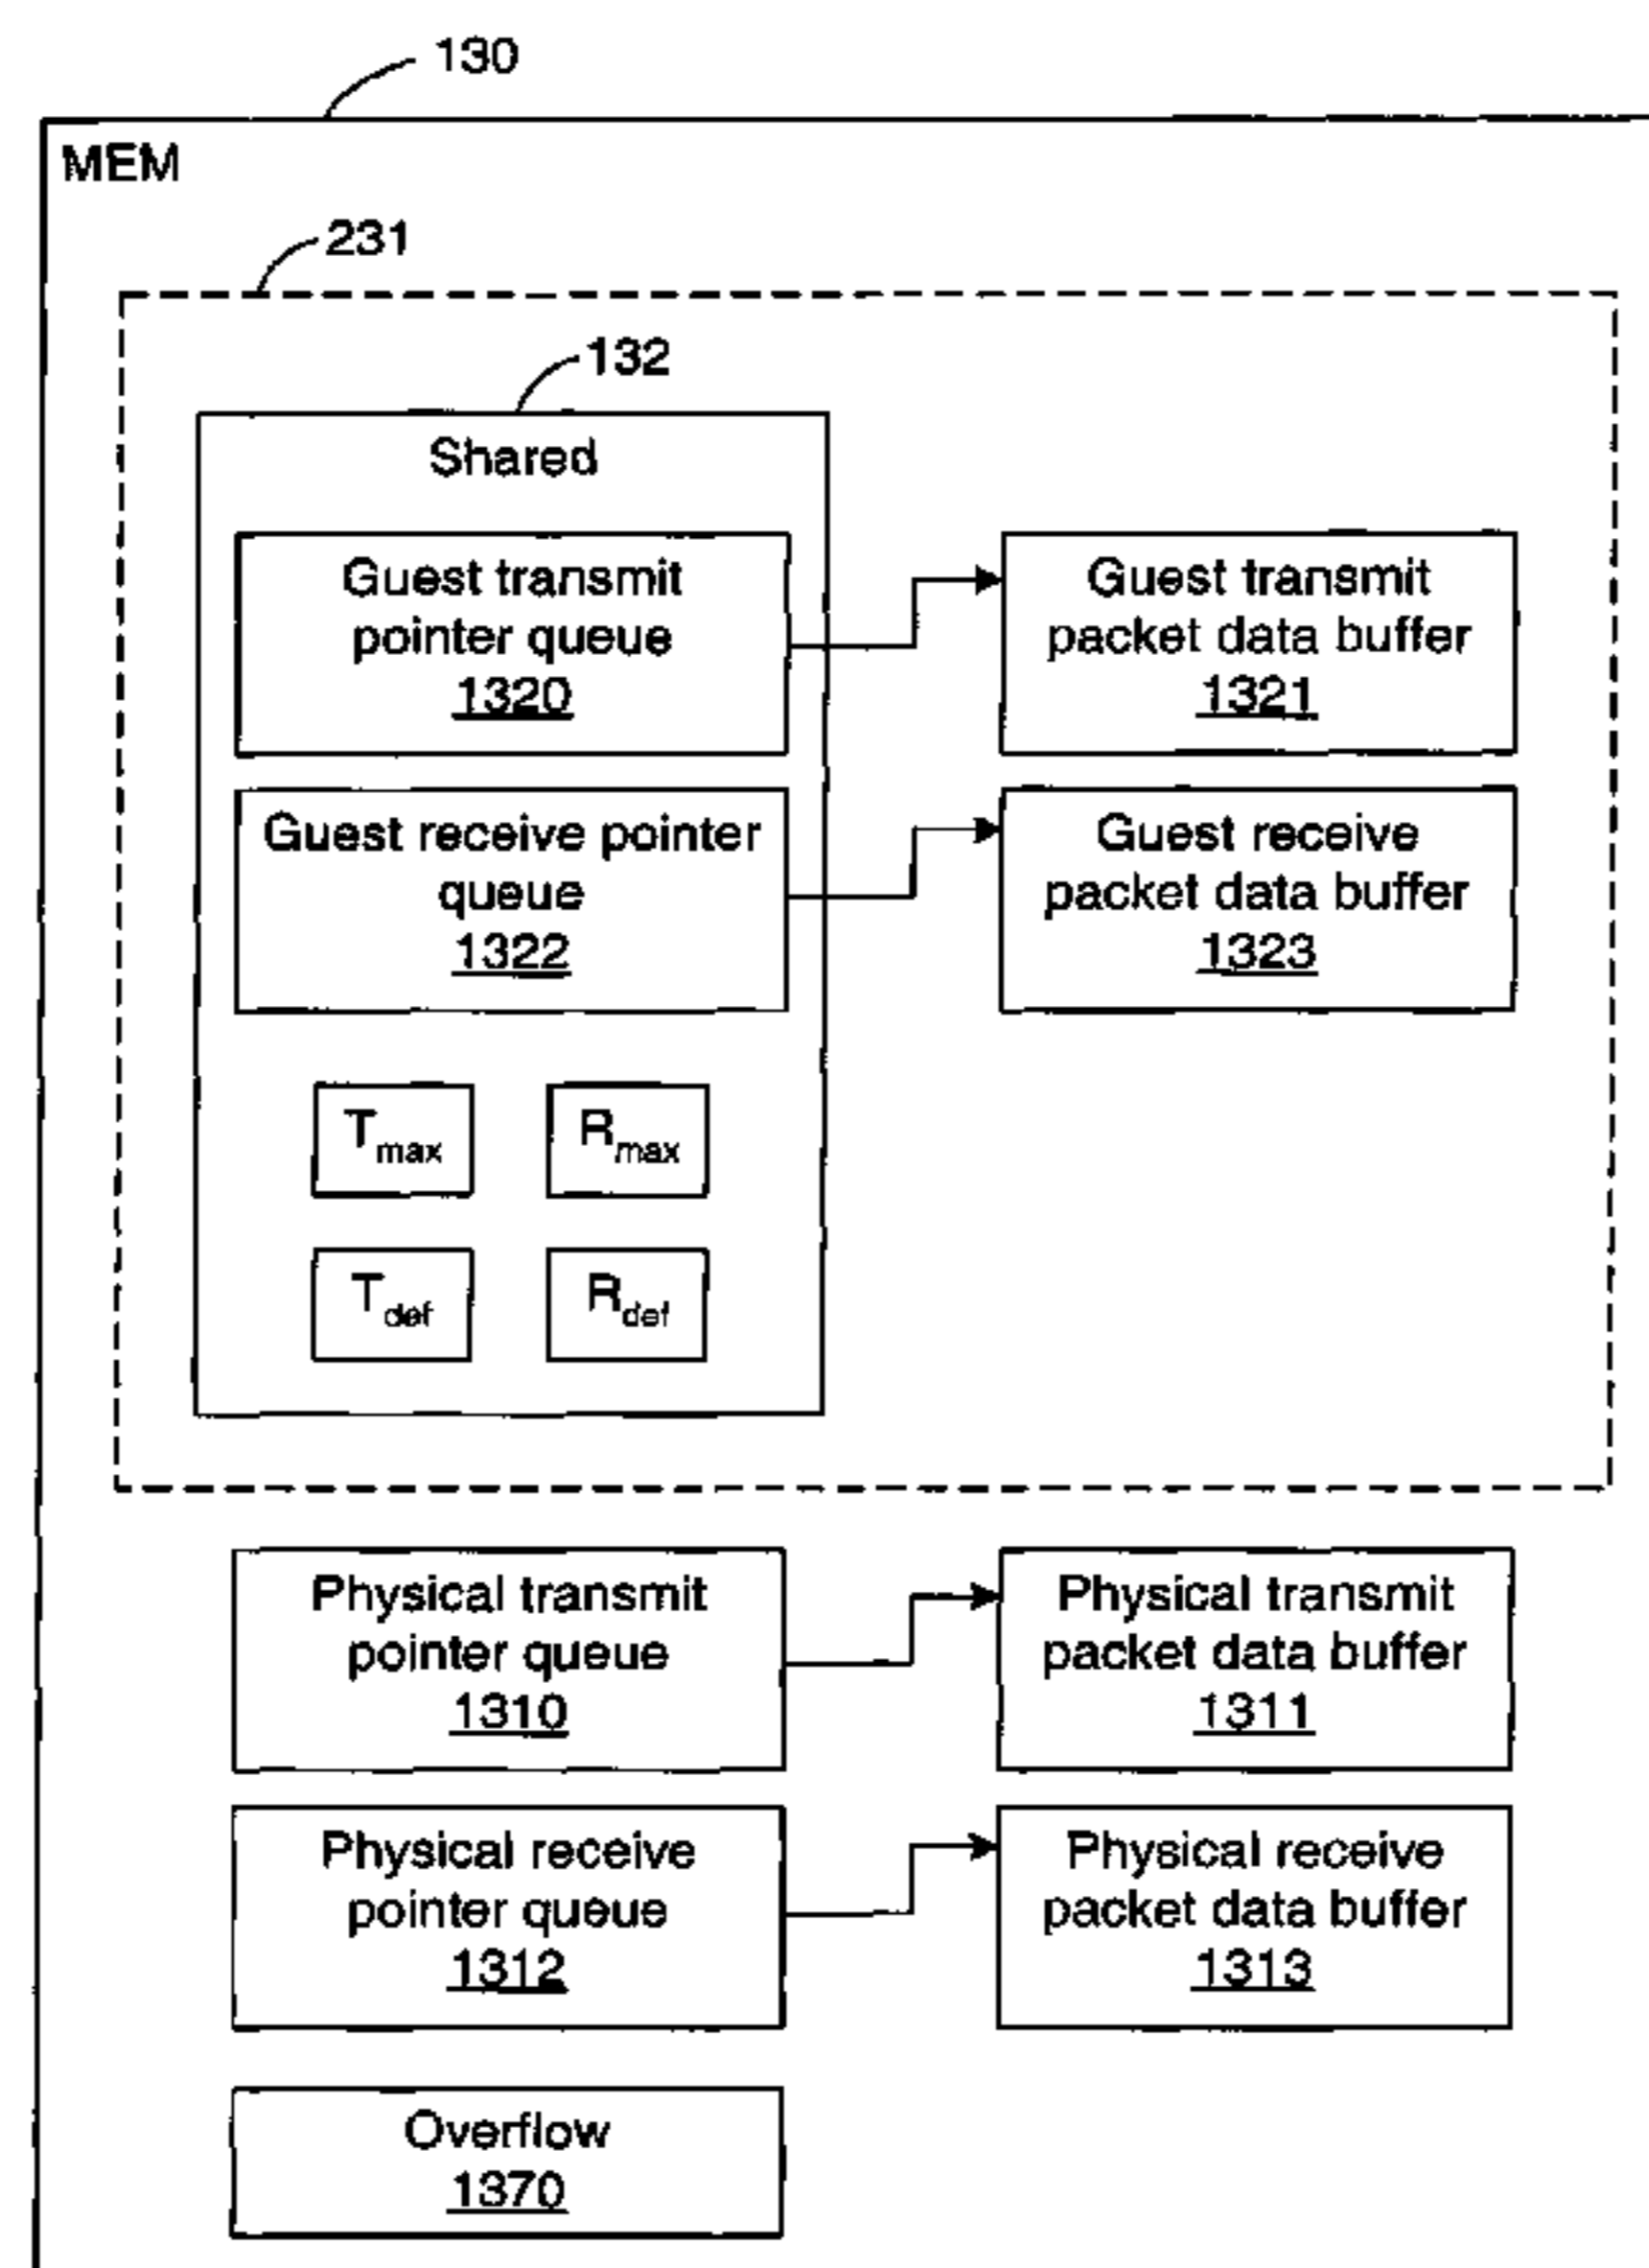 130
MEM
231
132
Shared
Guest transmit
pointer queue
1320
Guest transmit
packet data buffer
1321
Guest receive pointer
queue
1322
Guest receive
packet data buffer
1323
Tmax
Rmax
Tdef
Rdef
Physical transmit
pointer queue
1310
Physical transmit
packet data buffer
1311
Physical receive
pointer queue
1312
Physical receive
packet data buffer
1313
Overflow
1370